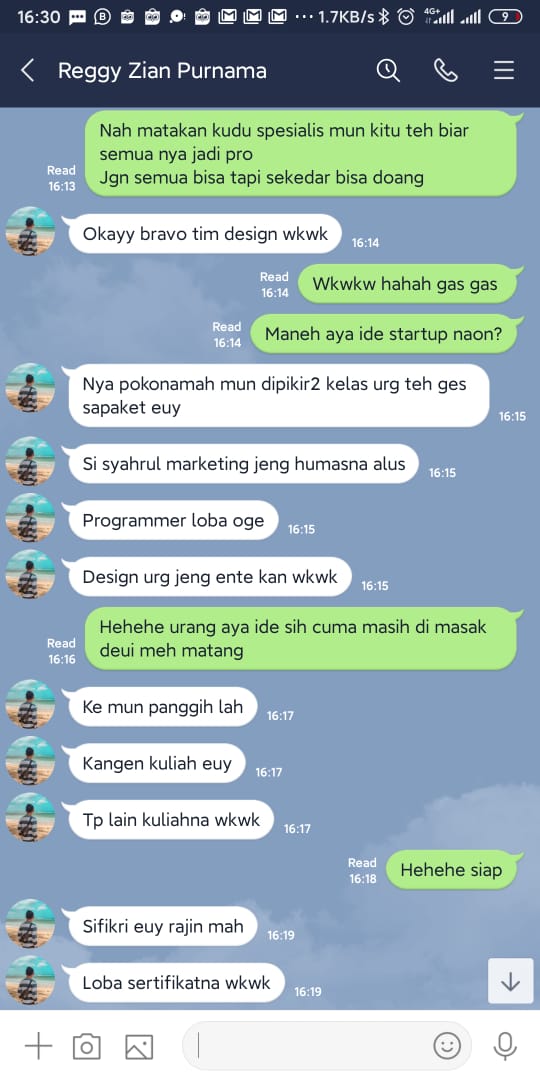 16:30
1.7KB/s
4G+
9
Reggy Zian Purnama
Nah matakan kudu spesialis mun kitu teh biar
semua nya jadi pro
Jgn semua bisa tapi sekedar bisa doang
Read
16:13
Okayy bravo tim design wkwk
16:14
Wkwkw hahah gas gas
Read
16:14
Maneh aya ide startup naon?
Read
16:14
Nya pokonamah mun dipikir2 kelas urg teh ges
sapaket euy
16:15
Si syahrul marketing jeng humasna alus
16:15
Programmer loba oge
16:15
Design urg jeng ente kan wkwk
16:15
Hehehe urang aya ide sih cuma masih di masak
deui meh matang
Read
16:16
Ke mun panggih lah
16:17
Kangen kuliah euy
16:17
Tp lain kuliahna wkwk
16:17
Hehehe siap
Read
16:18
Sifikri euy rajin mah
16:19
Loba sertifikatna wkwk
16:19